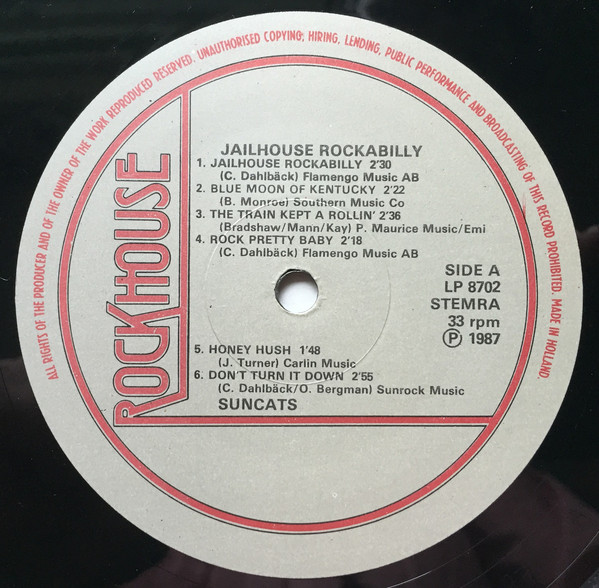 ALL RIGHTS OF THE PRODUCER AND OF THE OWNER OF THE WORK REPRODUCED RESERVED. UNAUTHORISED COPYING, HIRING, LENDING, PUBLIC PERFORMANCE AND BROADCASTING OF THIS RECORD PROHIBITED. MADE IN HOLLAND.
ROCKHOUSE
JAILHOUSE ROCKABILLY
1. JAILHOUSE ROCKABILLY 2'30
(C. Dahlbäck) Flamengo Music AB
2. BLUE MOON OF KENTUCKY 2'22
(B. Monroe) Southern Music Co
3. THE TRAIN KEPT A ROLLIN' 2'36
(Bradshaw/Mann/Kay) P. Maurice Music/Emi
4. ROCK PRETTY BABY 2'18
(C. Dahlbäck) Flamengo Music AB
SIDE A
LP 8702
STEMRA
33 rpm
℗ 1987
5. HONEY HUSH 1'48
(J. Turner) Carlin Music
6. DON'T TURN IT DOWN 2'55
(C. Dahlbäck/O. Bergman) Sunrock Music
SUNCATS